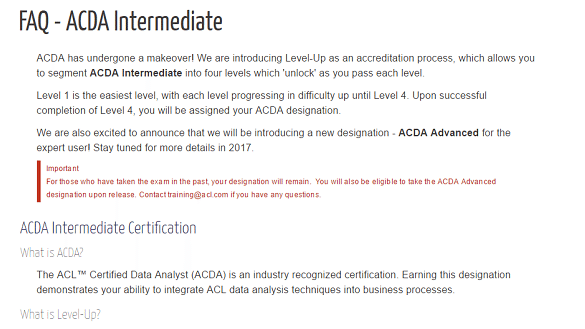 FAQ - ACDA Intermediate
ACDA has undergone a makeover! We are introducing Level-Up as an accreditation process, which allows you
to segment ACDA Intermediate into four levels which 'unlock' as you pass each level.
Level 1 is the easiest level, with each level progressing in difficulty up until Level 4. Upon successful
completion of Level 4, you will be assigned your ACDA designation.
We are also excited to announce that we will be introducing a new designation - ACDA Advanced for the
expert user! Stay tuned for more details in 2017.
Important
For those who have taken the exam in the past, your designation will remain. You will also be eligible to take the ACDA Advanced
designation upon release. Contact training@acl.com if you have any questions.
ACDA Intermediate Certification
What is ACDA?
The ACL™ Certified Data Analyst (ACDA) is an industry recognized certification. Earning this designation
demonstrates your ability to integrate ACL data analysis techniques into business processes.
What is Level-Up?